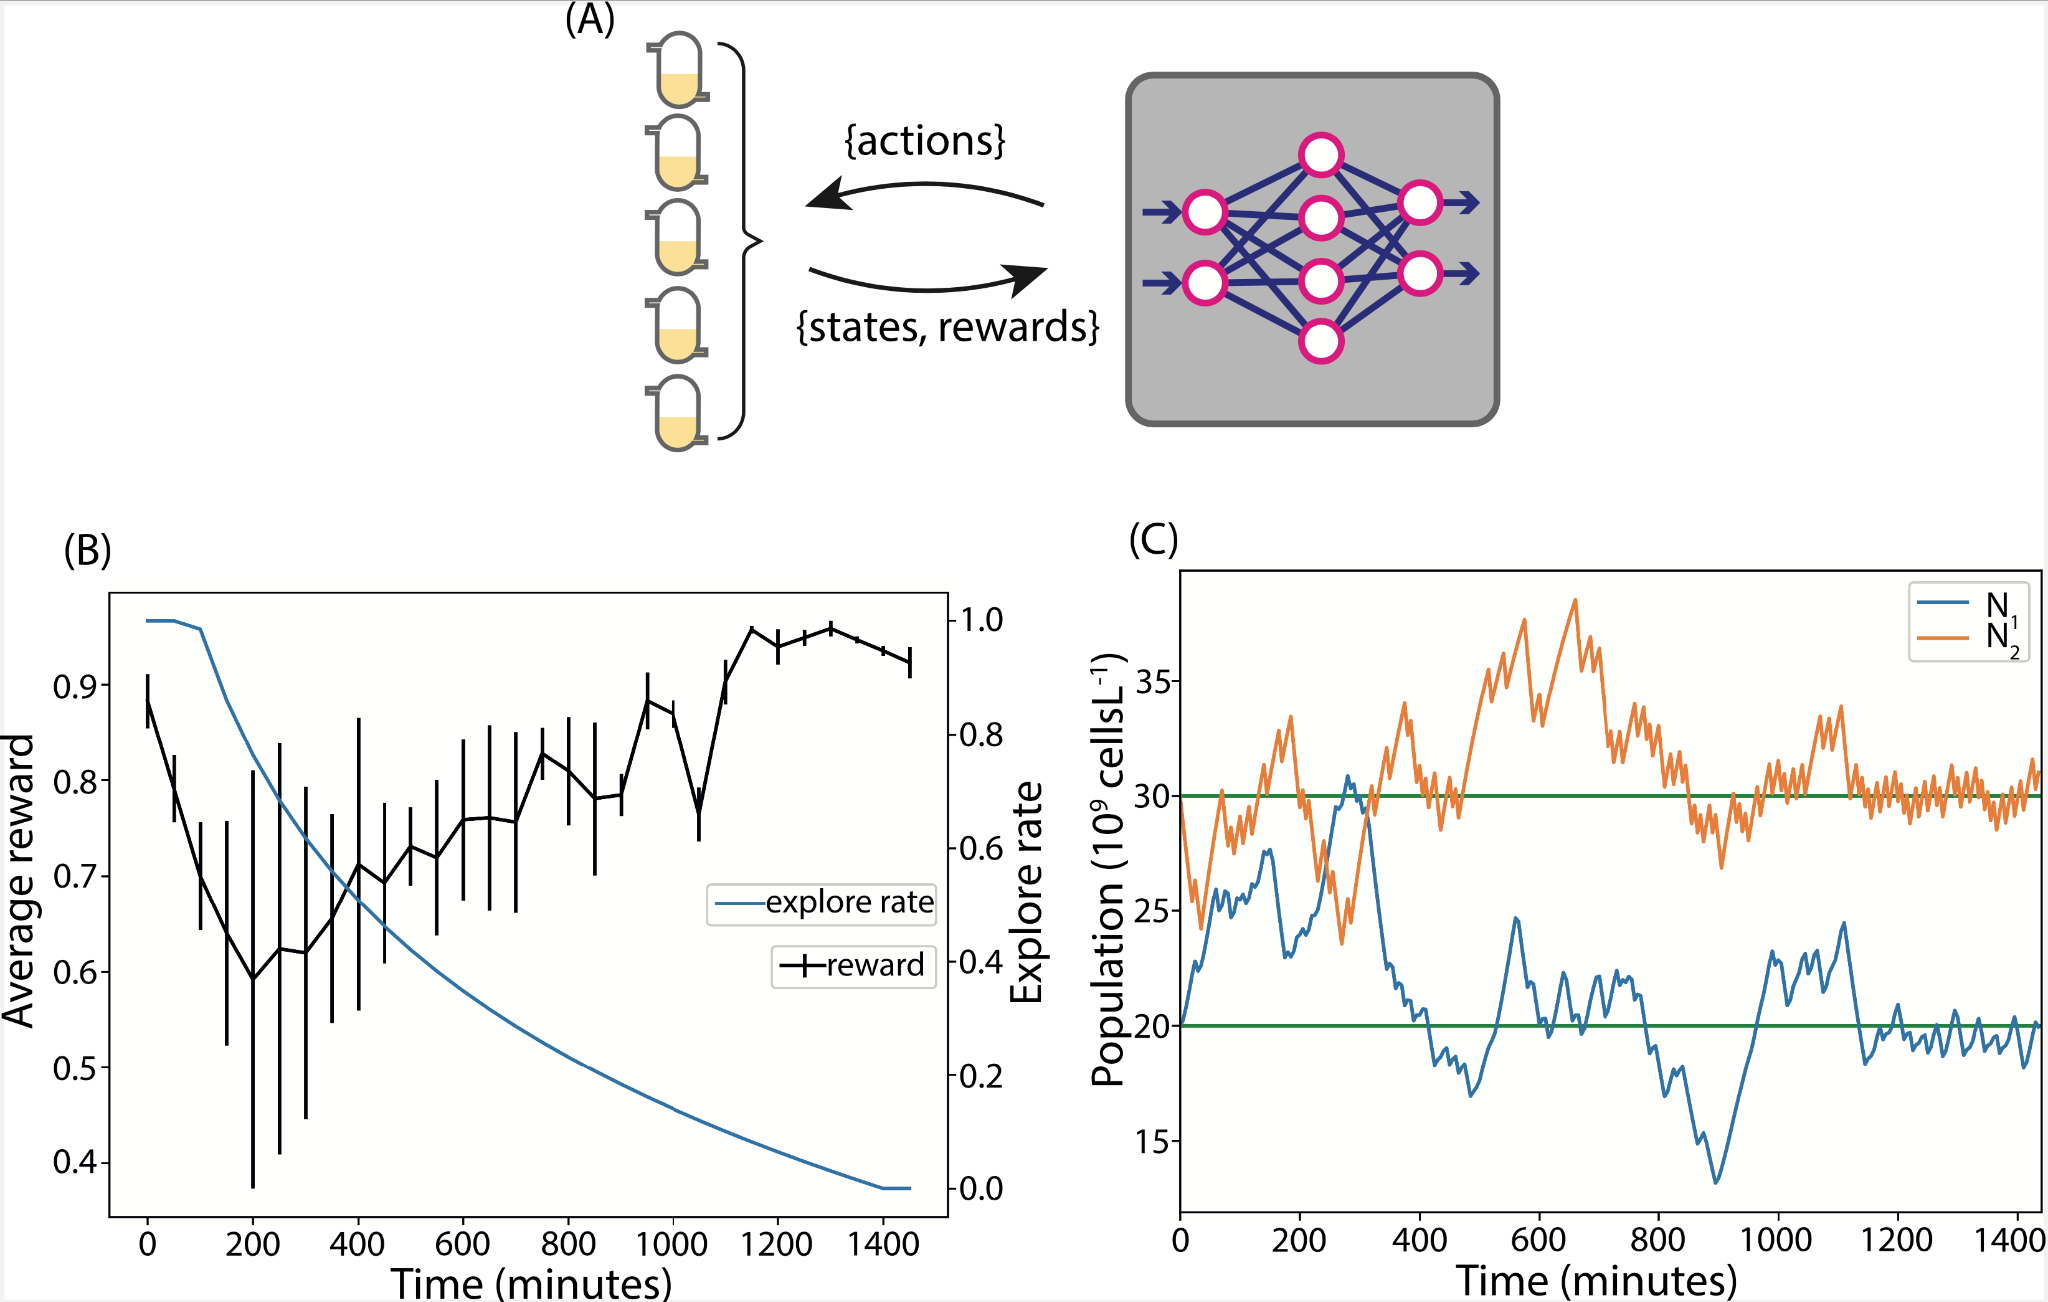 (A)
{actions}
{states, rewards}
(B)
Average reward
0.9
0.8
0.7
0.6
0.5
0.4
1.0
0.8
0.6
0.4
0.2
0.0
Explore rate
explore rate
reward
0 200 400 600 800 1000 1200 1400
Time (minutes)
(C)
Population (10⁹ cellsL⁻¹)
35
30
25
20
15
N₁
N₂
0 200 400 600 800 1000 1200 1400
Time (minutes)